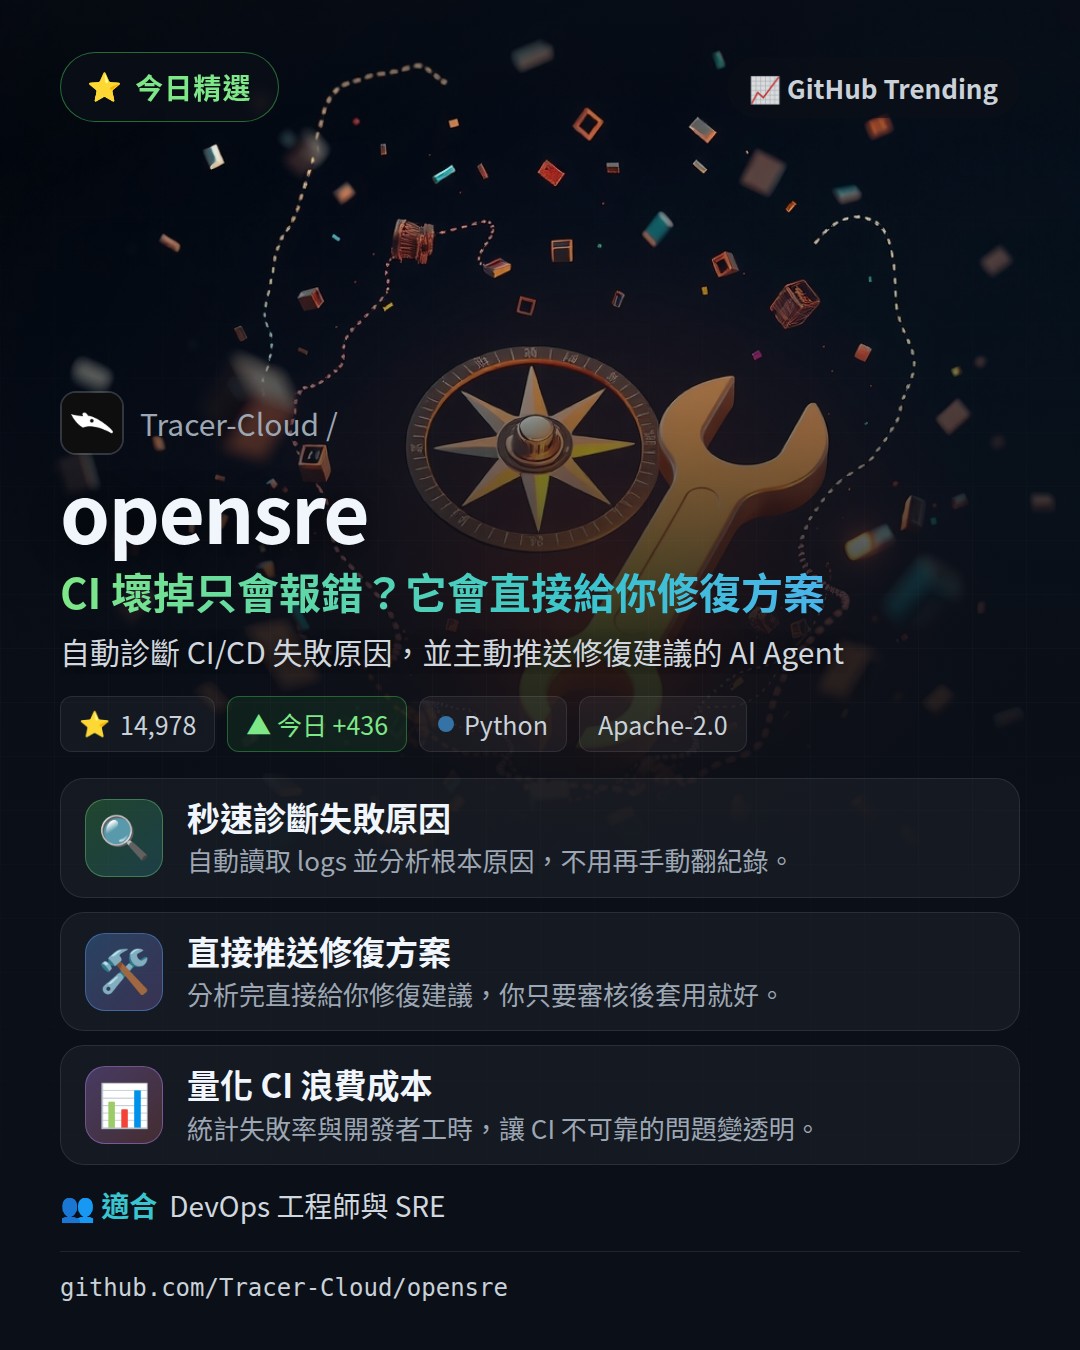 ⭐ 今日精選
📈 GitHub Trending
Tracer-Cloud /
opensre
CI 壞掉只會報錯？它會直接給你修復方案
自動診斷 CI/CD 失敗原因，並主動推送修復建議的 AI Agent
⭐ 14,978
▲ 今日 +436
Python
Apache-2.0
秒速診斷失敗原因
自動讀取 logs 並分析根本原因，不用再手動翻紀錄。
直接推送修復方案
分析完直接給你修復建議，你只要審核後套用就好。
量化 CI 浪費成本
統計失敗率與開發者工時，讓 CI 不可靠的問題變透明。
👥 適合 DevOps 工程師與 SRE
github.com/Tracer-Cloud/opensre